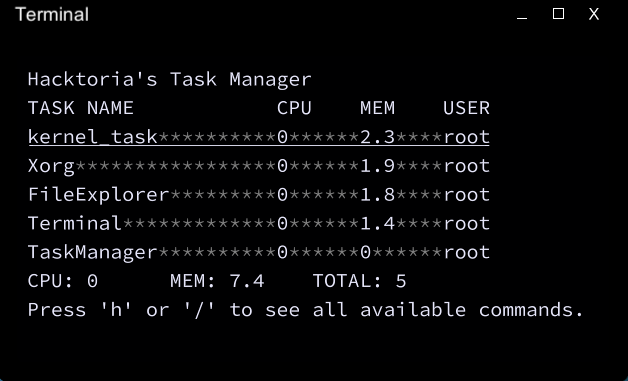 Terminal _ □ X
Hacktoria's Task Manager
TASK NAME            CPU    MEM    USER
kernel_task**********0******2.3****root
Xorg*****************0******1.9****root
FileExplorer*********0******1.8****root
Terminal*************0******1.4****root
TaskManager**********0******0******root
CPU: 0      MEM: 7.4    TOTAL: 5
Press 'h' or '/' to see all available commands.